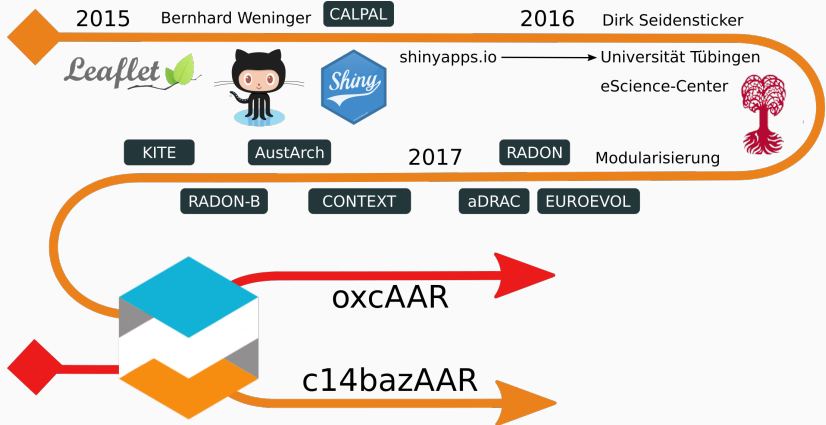 2015
Bernhard Weninger
CALPAL
2016
Dirk Seidensticker
Leaflet
Shiny
shinyapps.io
Universität Tübingen
eScience-Center
KITE
AustArch
2017
RADON
Modularisierung
RADON-B
CONTEXT
aDRAC
EUROEVOL
oxcAAR
c14bazAAR